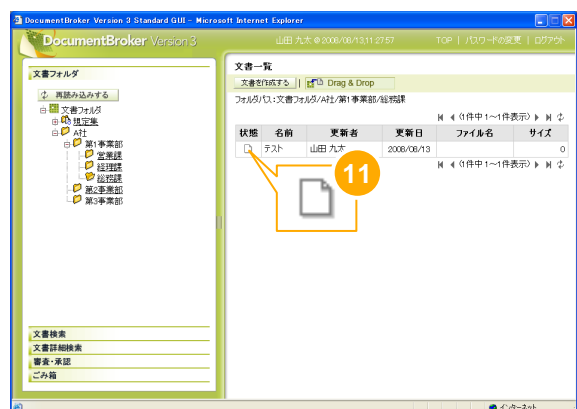 DocumentBroker Version 3 Standard GUI - Microsoft Internet Explorer
DocumentBroker Version 3
山田 九太 @ 2008/08/13,11:27:57
TOP | パスワードの変更 | ログアウト
文書フォルダ
再読み込みする
文書フォルダ
規定集
A社
第1事業部
営業課
経理課
総務課
第2事業部
第3事業部
文書検索
文書詳細検索
審査・承認
ごみ箱
文書一覧
文書を作成する | Drag & Drop
フォルダパス:文書フォルダ/A社/第1事業部/総務課
(1件中1~1件表示)
状態 名前 更新者 更新日 ファイル名 サイズ
テスト 山田 九太 2008/08/13 0
(1件中1~1件表示)
11
インターネット